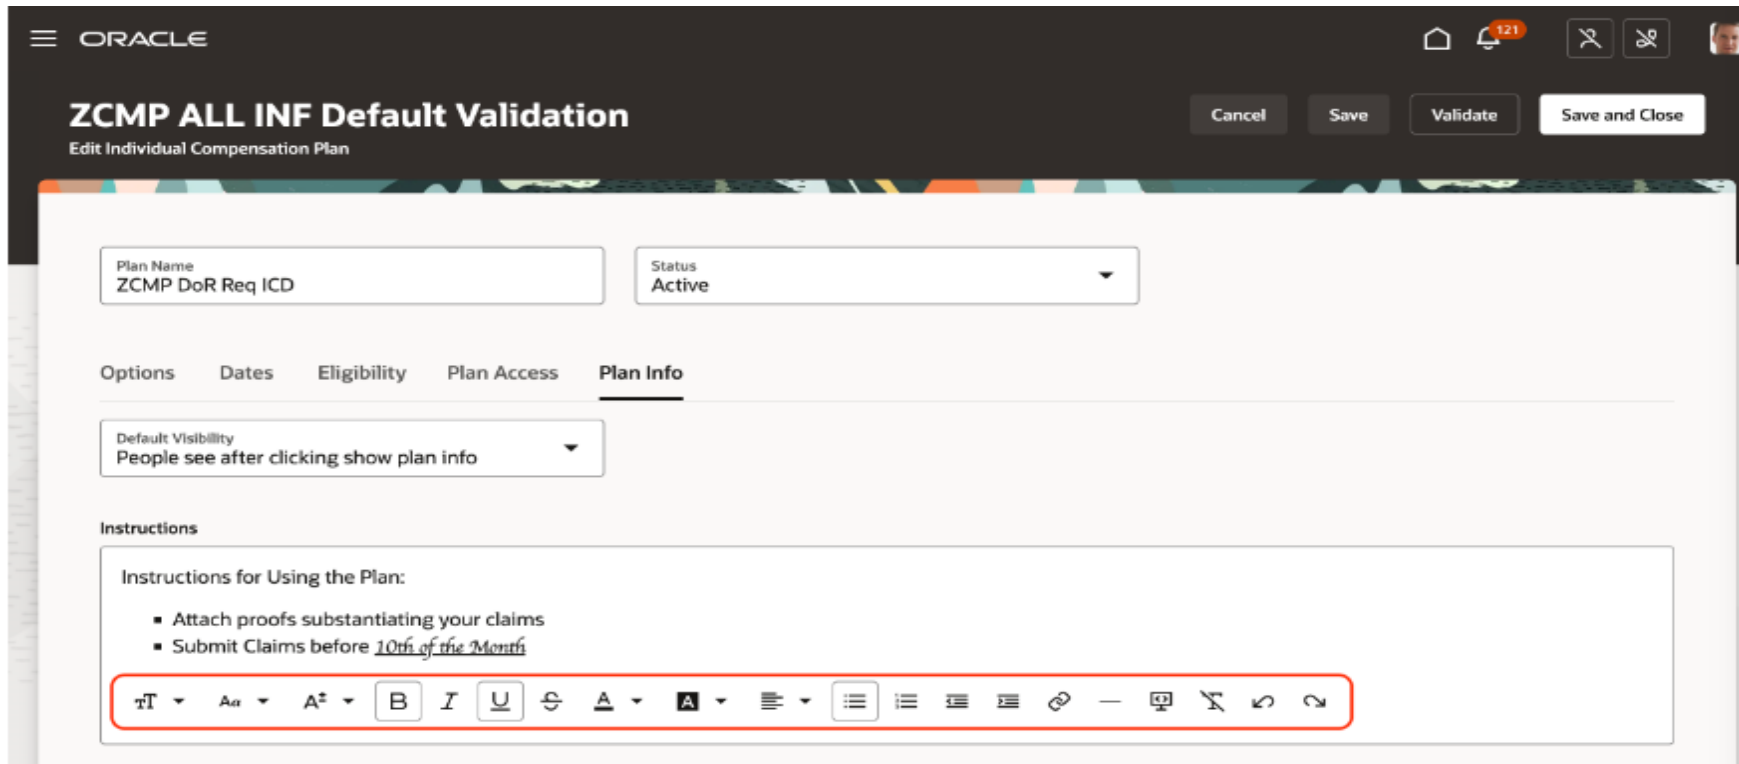 ORACLE
121
ZCMP ALL INF Default Validation
Cancel
Save
Validate
Save and Close
Edit Individual Compensation Plan
Plan Name
ZCMP DoR Req ICD
Status
Active
Options
Dates
Eligibility
Plan Access
Plan Info
Default Visibility
People see after clicking show plan info
Instructions
Instructions for Using the Plan:
▪ Attach proofs substantiating your claims
▪ Submit Claims before 10th of the Month